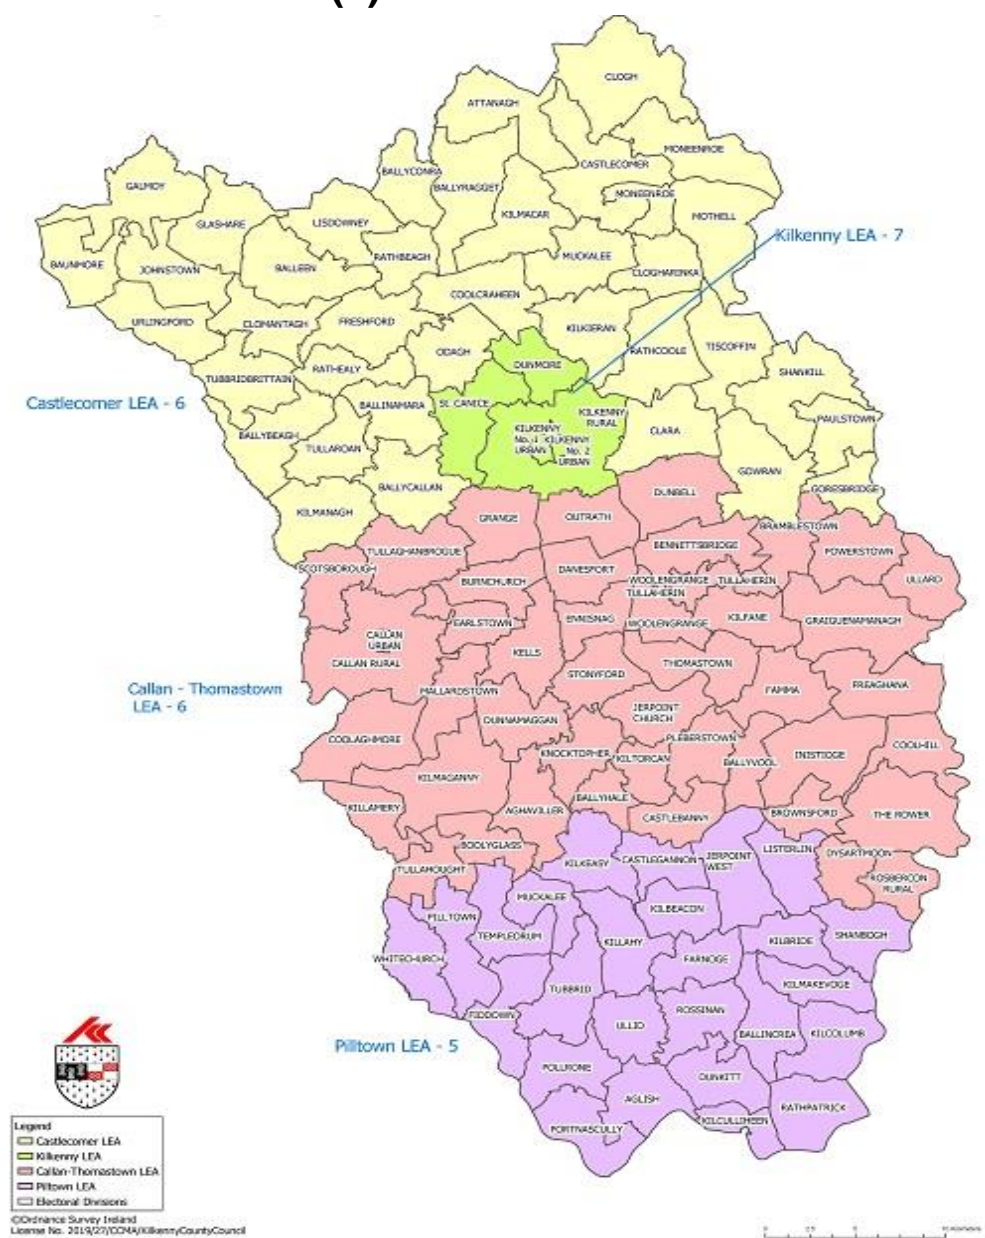 CLOGH
ATTANAGH
MONEENROE
CASTLECOMER
BALLYCONRA
BALLYRAGGET
GALMOY
MONEENROE
KILMACAR
MOTHELL
GLASHARE
LISDOWNEY
Kilkenny LEA - 7
BAUNMORE
JOHNSTOWN
BALLEEN
RATHBEAGH
MUCKALEE
CLOGHARINKA
COOLCRAHEEN
URLINGFORD
CLOMANTAGH
FRESHFORD
KILKIERAN
ODAGH
RATHCOOLE
TISCOFFIN
DUNMORE
RATHEALY
SHANKILL
TUBBRIDBRITTAIN
Castlecomer LEA - 6
BALLINAMARA
ST. CANICE
KILKENNY
RURAL
PAULSTOWN
BALLYBEAGH
KILKENNY
No. 1
URBAN
KILKENNY
No. 2
URBAN
CLARA
TULLAROAN
GOWRAN
BALLYCALLAN
GORESBRIDGE
DUNBELL
KILMANAGH
GRANGE
OUTRATH
BRAMBLESTOWN
TULLAGHANBROGUE
BENNETTSBRIDGE
POWERSTOWN
SCOTSBOROUGH
BURNCHURCH
DANESFORT
WOOLENGRANGE
TULLAHERIN
TULLAHERIN
ULLARD
EARLSTOWN
ENNISNAG
WOOLENGRANGE
KILFANE
GRAIGUENAMANAGH
CALLAN
URBAN
CALLAN RURAL
KELLS
STONYFORD
THOMASTOWN
Callan - Thomastown
LEA - 6
MALLARDSTOWN
FAMMA
FREAGHANA
DUNNAMAGGAN
JERPOINT
CHURCH
COOLAGHMORE
PLEBERSTOWN
COOLHILL
KNOCKTOPHER
KILTORCAN
BALLYVOOL
INISTIOGE
KILMAGANNY
BALLYHALE
KILLAMERY
AGHAVILLER
CASTLEBANNY
BROWNSFORD
THE ROWER
BOOLYGLASS
LISTERLIN
DYSARTMOON
TULLAHOUGHT
KILKEASY
CASTLEGANNON
JERPOINT
WEST
ROSBERCON
RURAL
MUCKALEE
KILBEACON
PILLTOWN
TEMPLEORUM
KILLAHY
KILBRIDE
SHANBOGH
WHITECHURCH
FARNOGE
TUBBRID
KILMAKEVOGE
FIDDOWN
ULLID
ROSSINAN
BALLINCREA
KILCOLUMB
Pilltown LEA - 5
POLLRONE
DUNKITT
AGLISH
RATHPATRICK
PORTNASCULLY
KILCULLIHEEN
Legend
Castlecomer LEA
Kilkenny LEA
Callan-Thomastown LEA
Piltown LEA
Electoral Divisions
©Ordnance Survey Ireland
License No. 2019/27/CCMA/KilkennyCountyCouncil